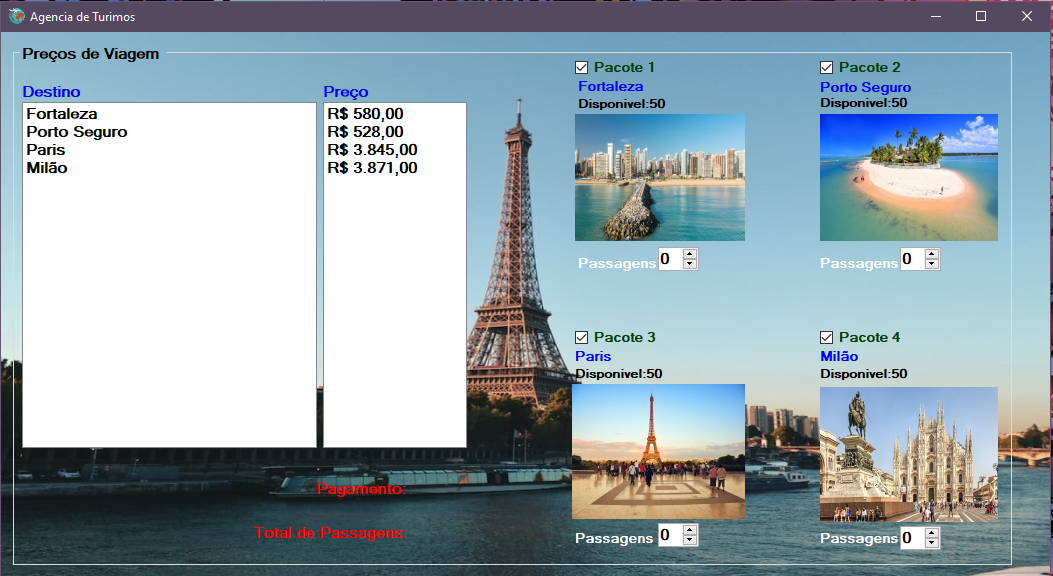 Agencia de Turimos
Preços de Viagem
Destino
Preço
Fortaleza
R$ 580,00
Porto Seguro
R$ 528,00
Paris
R$ 3.845,00
Milão
R$ 3.871,00
Pacote 1
Fortaleza
Disponivel:50
Passagens 0
Pacote 2
Porto Seguro
Disponivel:50
Passagens 0
Pacote 3
Paris
Disponivel:50
Passagens 0
Pacote 4
Milão
Disponivel:50
Passagens 0
Pagamento:
Total de Passagens: